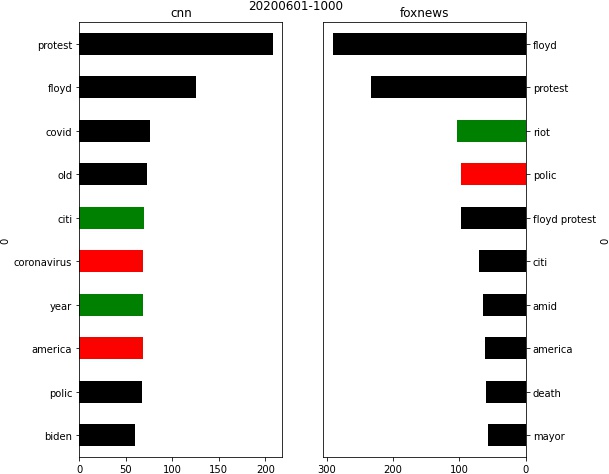 20200601-1000
cnn
foxnews
protest
floyd
covid
old
citi
coronavirus
year
america
polic
biden
0
0 50 100 150 200
floyd
protest
riot
polic
floyd protest
citi
amid
america
death
mayor
0
300 200 100 0